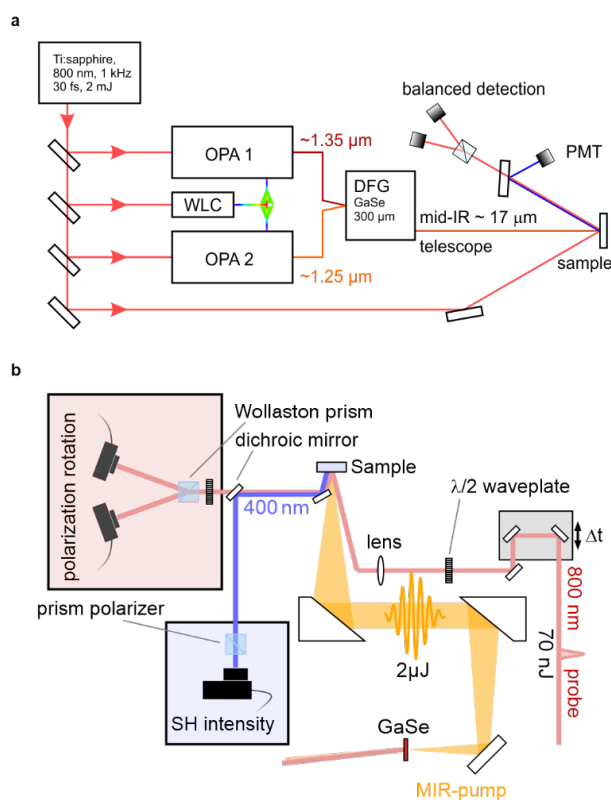 a
Ti:sapphire,
800 nm, 1 kHz
30 fs, 2 mJ
balanced detection
OPA 1
~1.35 µm
PMT
WLC
DFG
GaSe
300 µm
mid-IR ~ 17 µm
telescope
OPA 2
~1.25 µm
sample
b
Wollaston prism
dichroic mirror
polarization rotation
400 nm
Sample
λ/2 waveplate
lens
Δt
800 nm
70 nJ
probe
prism polarizer
2µJ
SH intensity
GaSe
MIR-pump